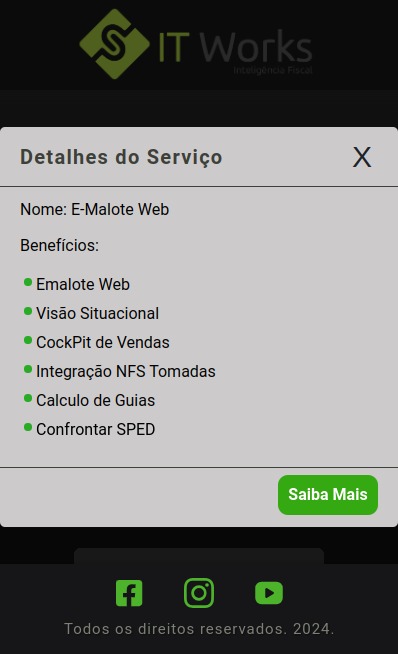 IT Works
Inteligência Fiscal
Detalhes do Serviço
X
Nome: E-Malote Web
Benefícios:
Emalote Web
Visão Situacional
CockPit de Vendas
Integração NFS Tomadas
Calculo de Guias
Confrontar SPED
Saiba Mais
Todos os direitos reservados. 2024.